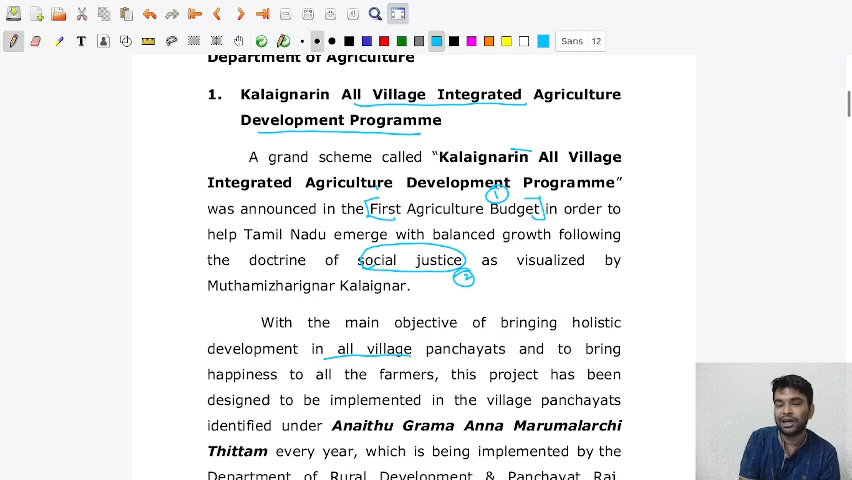 Sans 12
Department of Agriculture
1. Kalaignarin All Village Integrated Agriculture
Development Programme
A grand scheme called “Kalaignarin All Village
Integrated Agriculture Development Programme”
1
was announced in the First Agriculture Budget in order to
help Tamil Nadu emerge with balanced growth following
the doctrine of social justice as visualized by
2
Muthamizharignar Kalaignar.
With the main objective of bringing holistic
development in all village panchayats and to bring
happiness to all the farmers, this project has been
designed to be implemented in the village panchayats
identified under Anaithu Grama Anna Marumalarchi
Thittam every year, which is being implemented by the
Department of Rural Development & Panchayat Raj.